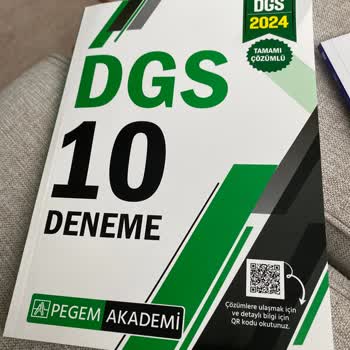 DGS
2024
TAMAMI
ÇÖZÜMLÜ
DGS
10
DENEME
PEGEM AKADEMİ
Çözümlere ulaşmak için
ve detaylı bilgi için
QR kodu okutunuz.